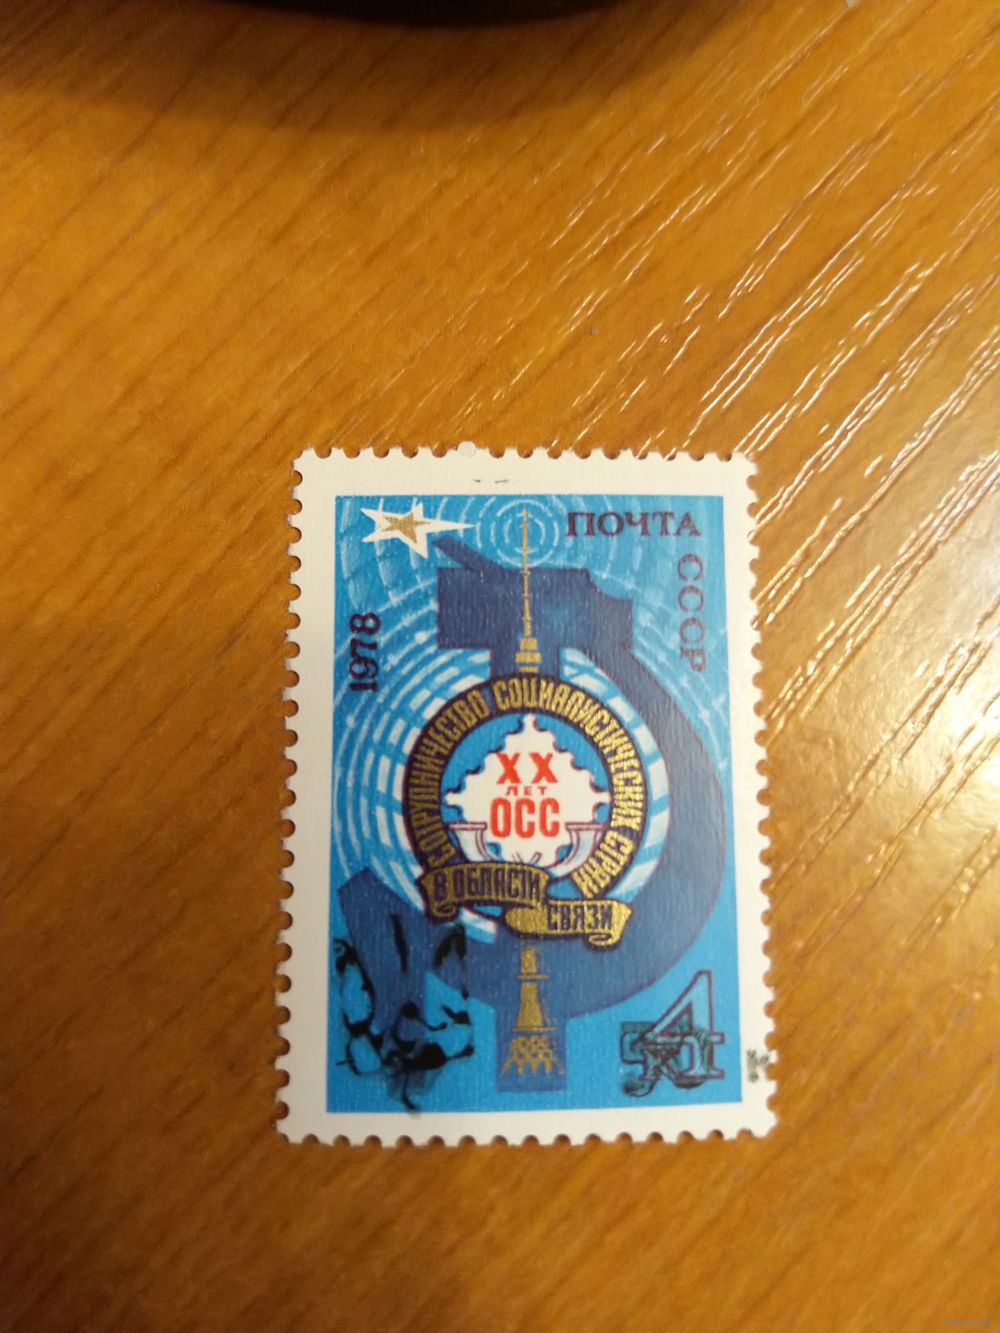 ПОЧТА
СССР
1978
СОТРУДНИЧЕСТВО СОЦИАЛИСТИЧЕСКИХ СТРАН
XX
ЛЕТ
ОСС
В ОБЛАСТИ
СВЯЗИ
4